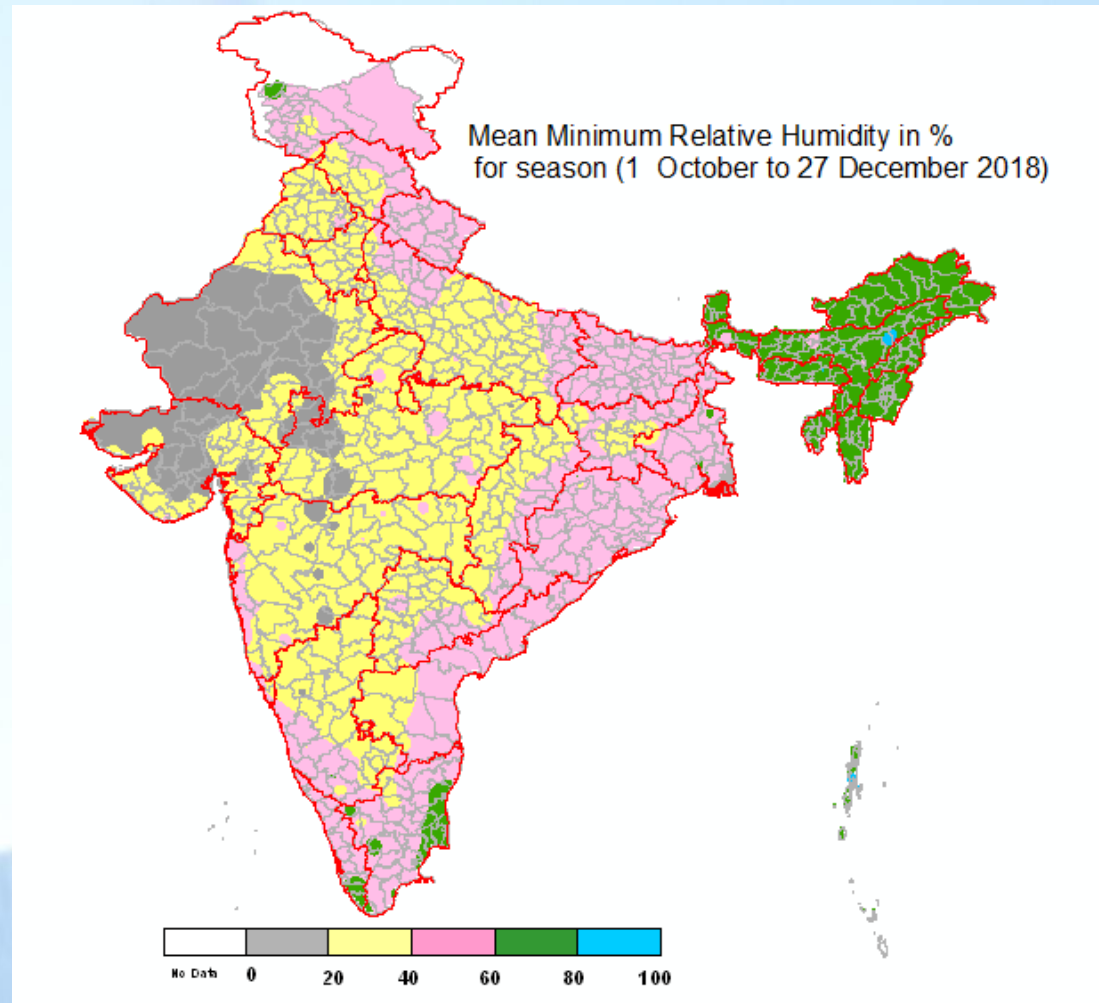 Mean Minimum Relative Humidity in %
for season (1 October to 27 December 2018)
No Data 0 20 40 60 80 100